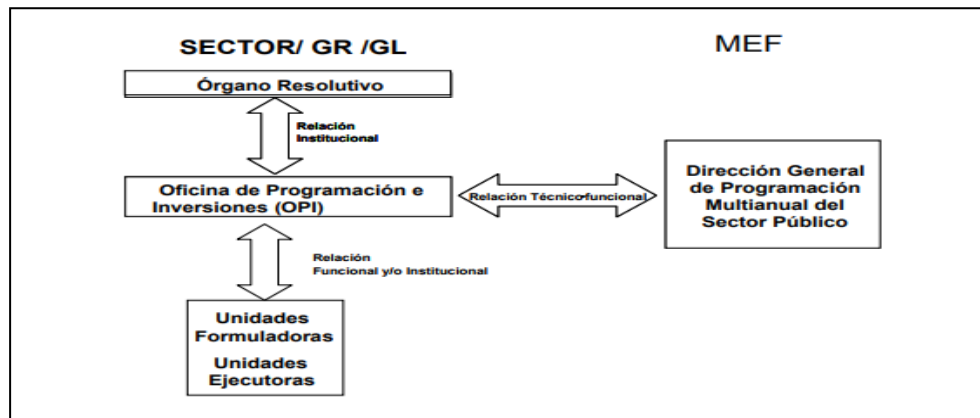 SECTOR/ GR /GL
MEF
Órgano Resolutivo
Relación
Institucional
Oficina de Programación e
Inversiones (OPI)
Relación Técnico-funcional
Dirección General
de Programación
Multianual del
Sector Público
Relación
Funcional y/o Institucional
Unidades
Formuladoras
Unidades
Ejecutoras